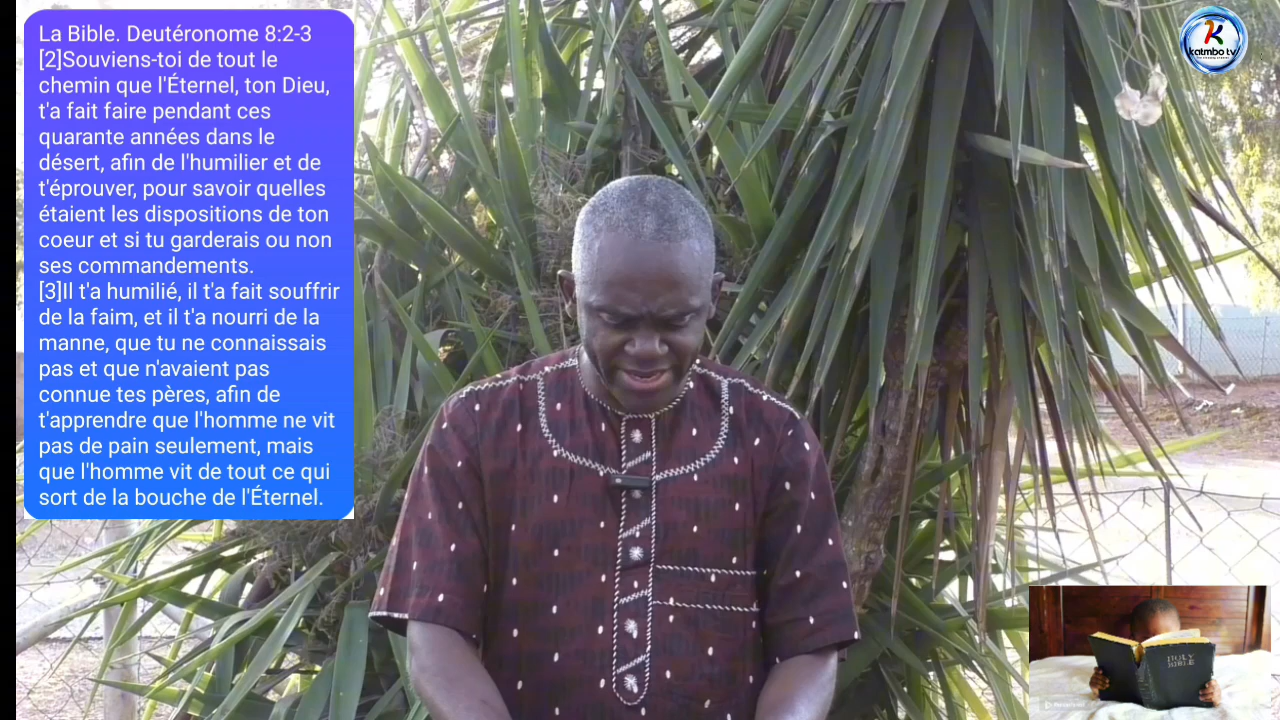 La Bible. Deutéronome 8:2-3
[2]Souviens-toi de tout le
chemin que l'Éternel, ton Dieu,
t'a fait faire pendant ces
quarante années dans le
désert, afin de l'humilier et de
t'éprouver, pour savoir quelles
étaient les dispositions de ton
coeur et si tu garderais ou non
ses commandements.
[3]Il t'a humilié, il t'a fait souffrir
de la faim, et il t'a nourri de la
manne, que tu ne connaissais
pas et que n'avaient pas
connue tes pères, afin de
t'apprendre que l'homme ne vit
pas de pain seulement, mais
que l'homme vit de tout ce qui
sort de la bouche de l'Éternel.
katmbo tv
HOLY
BIBLE